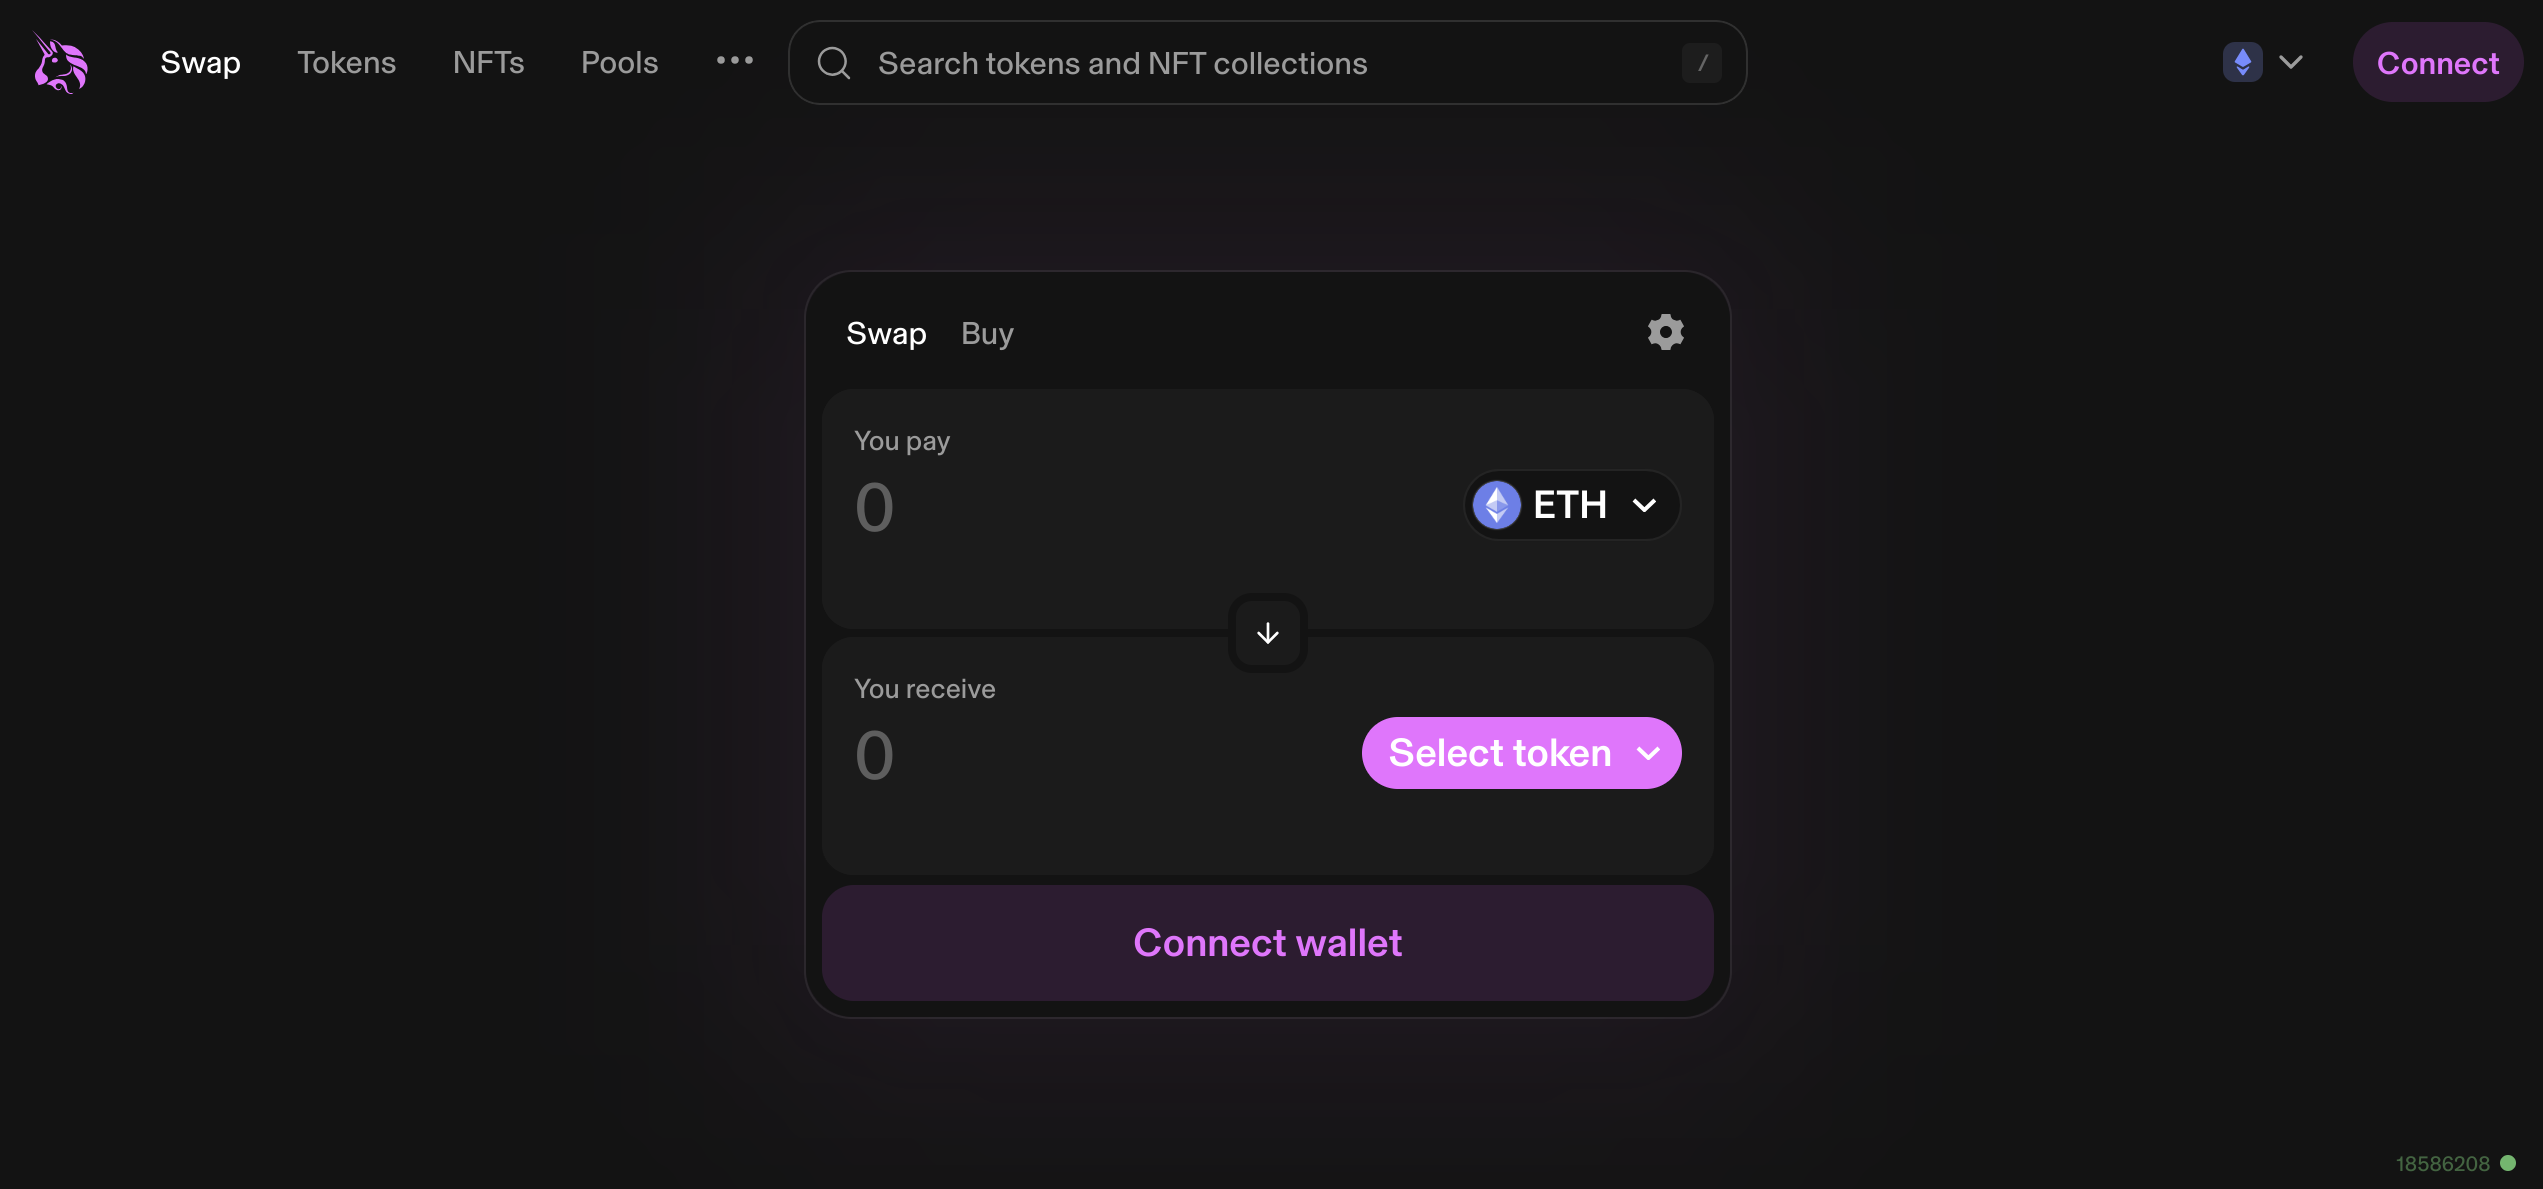 Swap Tokens NFTs Pools ••• Search tokens and NFT collections / Connect
Swap Buy
You pay
0 ETH
You receive
0 Select token
Connect wallet
18586208